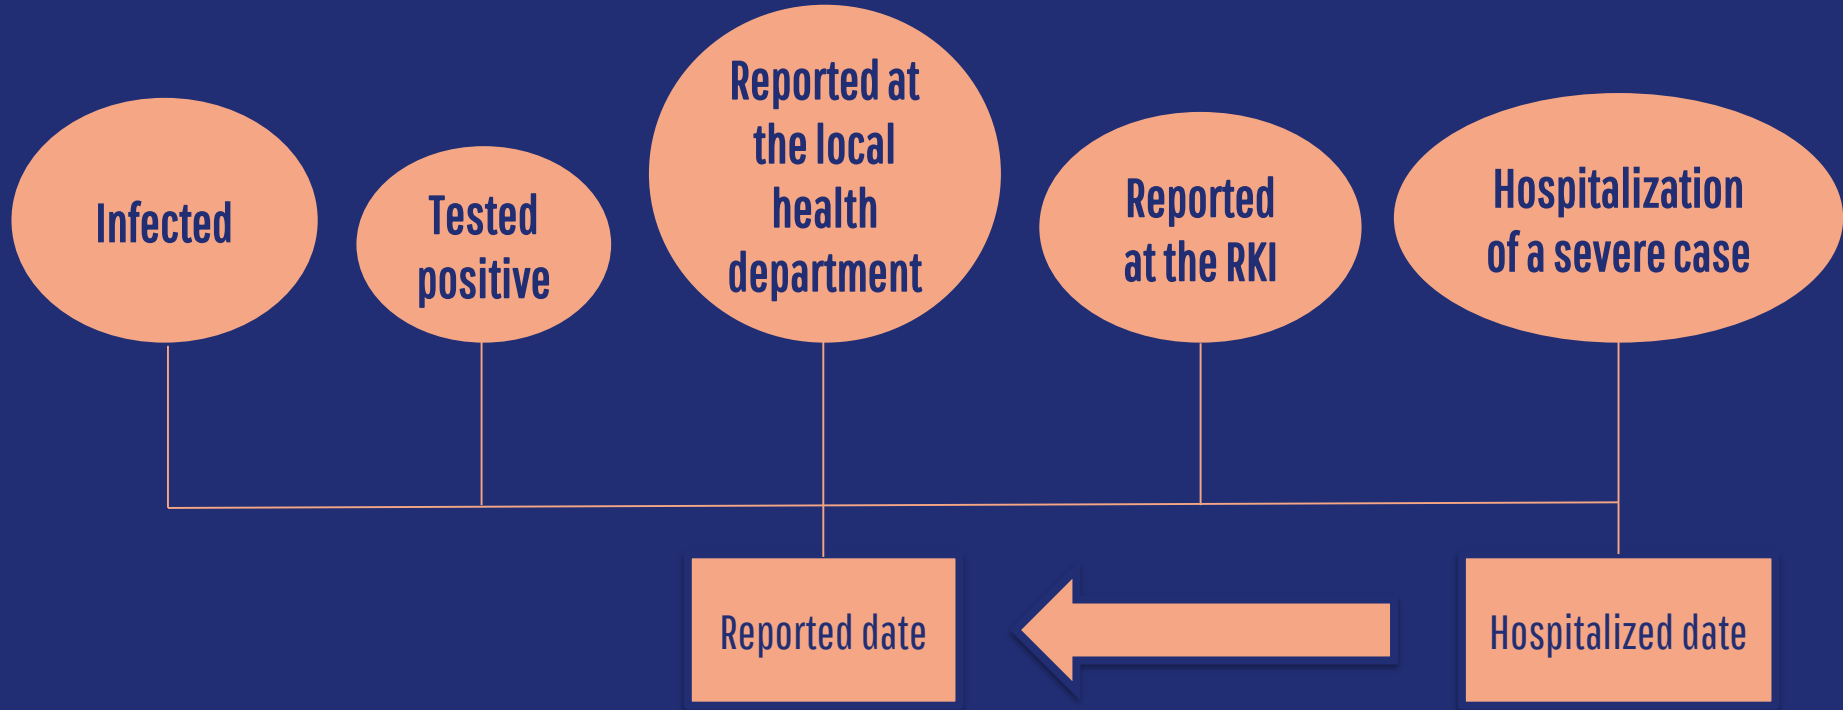 Infected
Tested
positive
Reported at
the local
health
department
Reported
at the RKI
Hospitalization
of a severe case
Reported date
Hospitalized date